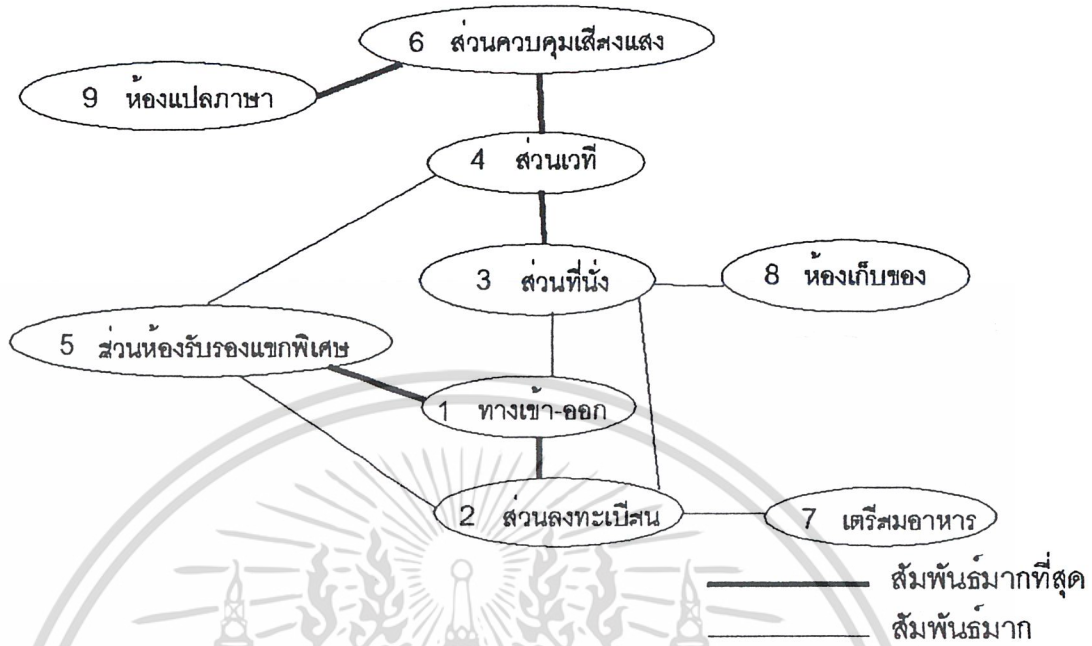 6 ส่วนควบคุมเสียงแสง
9 ห้องแปลภาษา
4 ส่วนเวที
3 ส่วนที่นั่ง
8 ห้องเก็บของ
5 ส่วนห้องรับรองแขกพิเศษ
1 ทางเข้า-ออก
2 ส่วนลงทะเบียน
7 เตรียมอาหาร
สัมพันธ์มากที่สุด
สัมพันธ์มาก